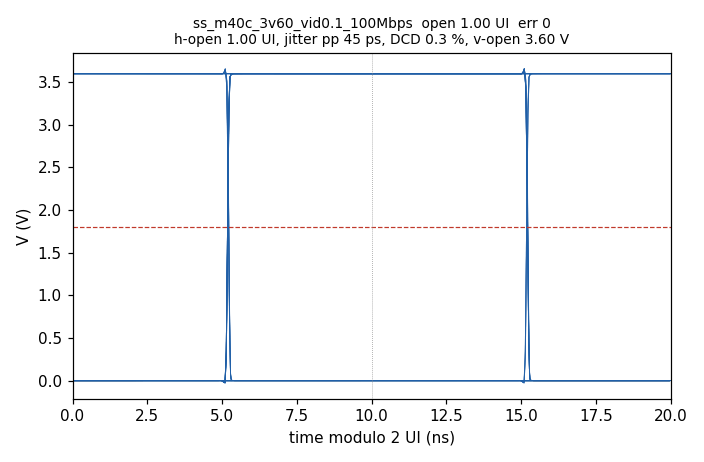 ss_m40c_3v60_vid0.1_100Mbps  open 1.00 UI  err 0
h-open 1.00 UI, jitter pp 45 ps, DCD 0.3 %, v-open 3.60 V
3.5
3.0
2.5
2.0
1.5
1.0
0.5
0.0
V (V)
0.0 2.5 5.0 7.5 10.0 12.5 15.0 17.5 20.0
time modulo 2 UI (ns)